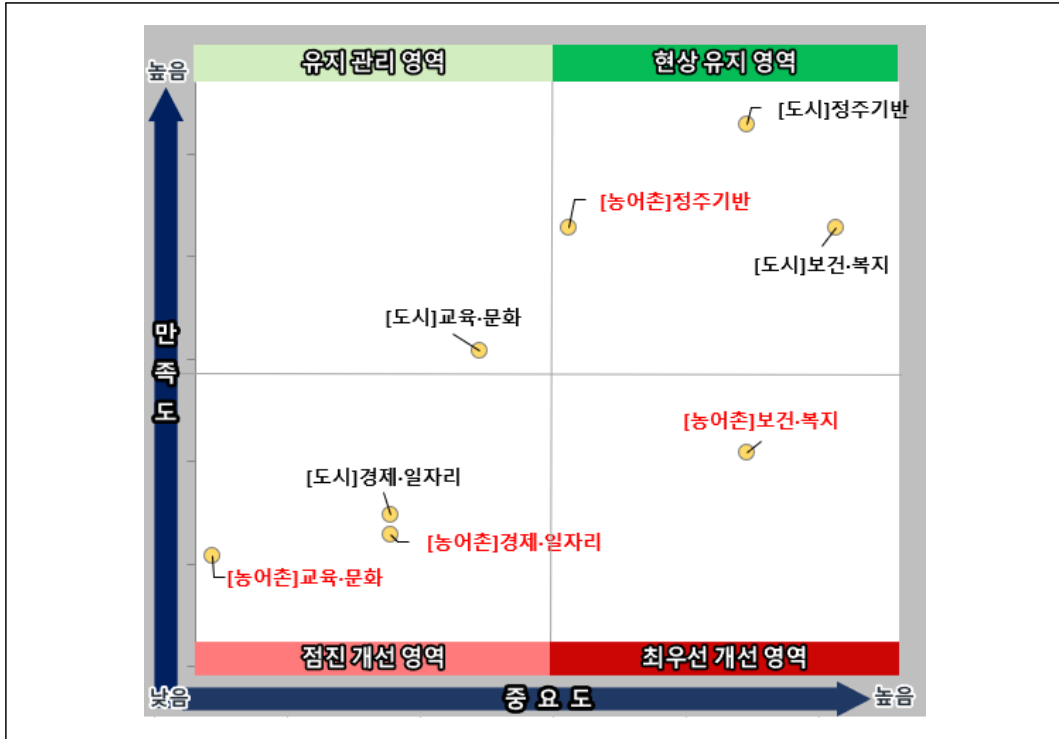 유지 관리 영역
현상 유지 영역
높음
[도시]정주기반
[농어촌]정주기반
[도시]보건·복지
[도시]교육·문화
만족도
[농어촌]보건·복지
[도시]경제·일자리
[농어촌]경제·일자리
[농어촌]교육·문화
점진 개선 영역
최우선 개선 영역
낮음
중요도
높음